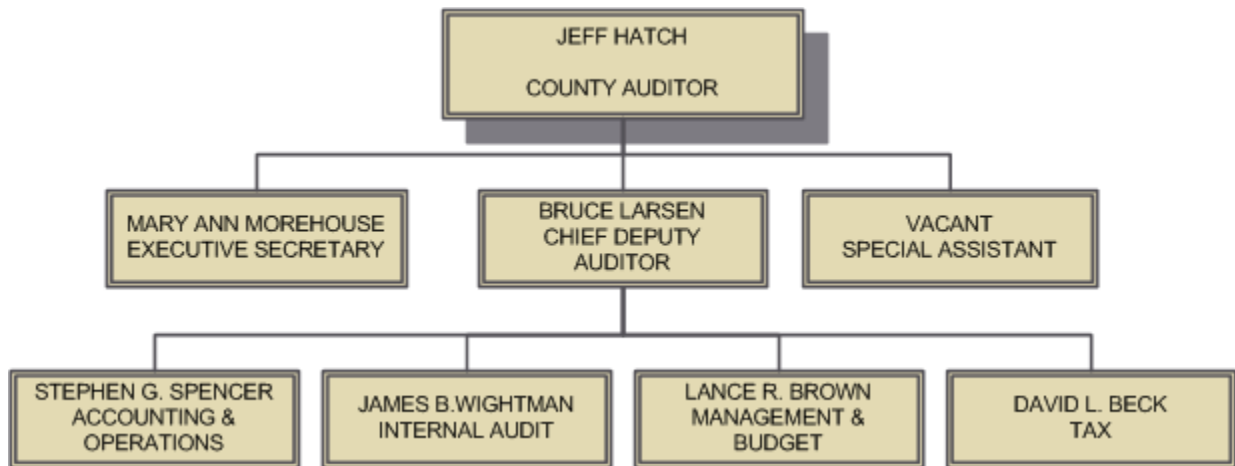 JEFF HATCH
COUNTY AUDITOR
MARY ANN MOREHOUSE
EXECUTIVE SECRETARY
BRUCE LARSEN
CHIEF DEPUTY
AUDITOR
VACANT
SPECIAL ASSISTANT
STEPHEN G. SPENCER
ACCOUNTING &
OPERATIONS
JAMES B.WIGHTMAN
INTERNAL AUDIT
LANCE R. BROWN
MANAGEMENT &
BUDGET
DAVID L. BECK
TAX